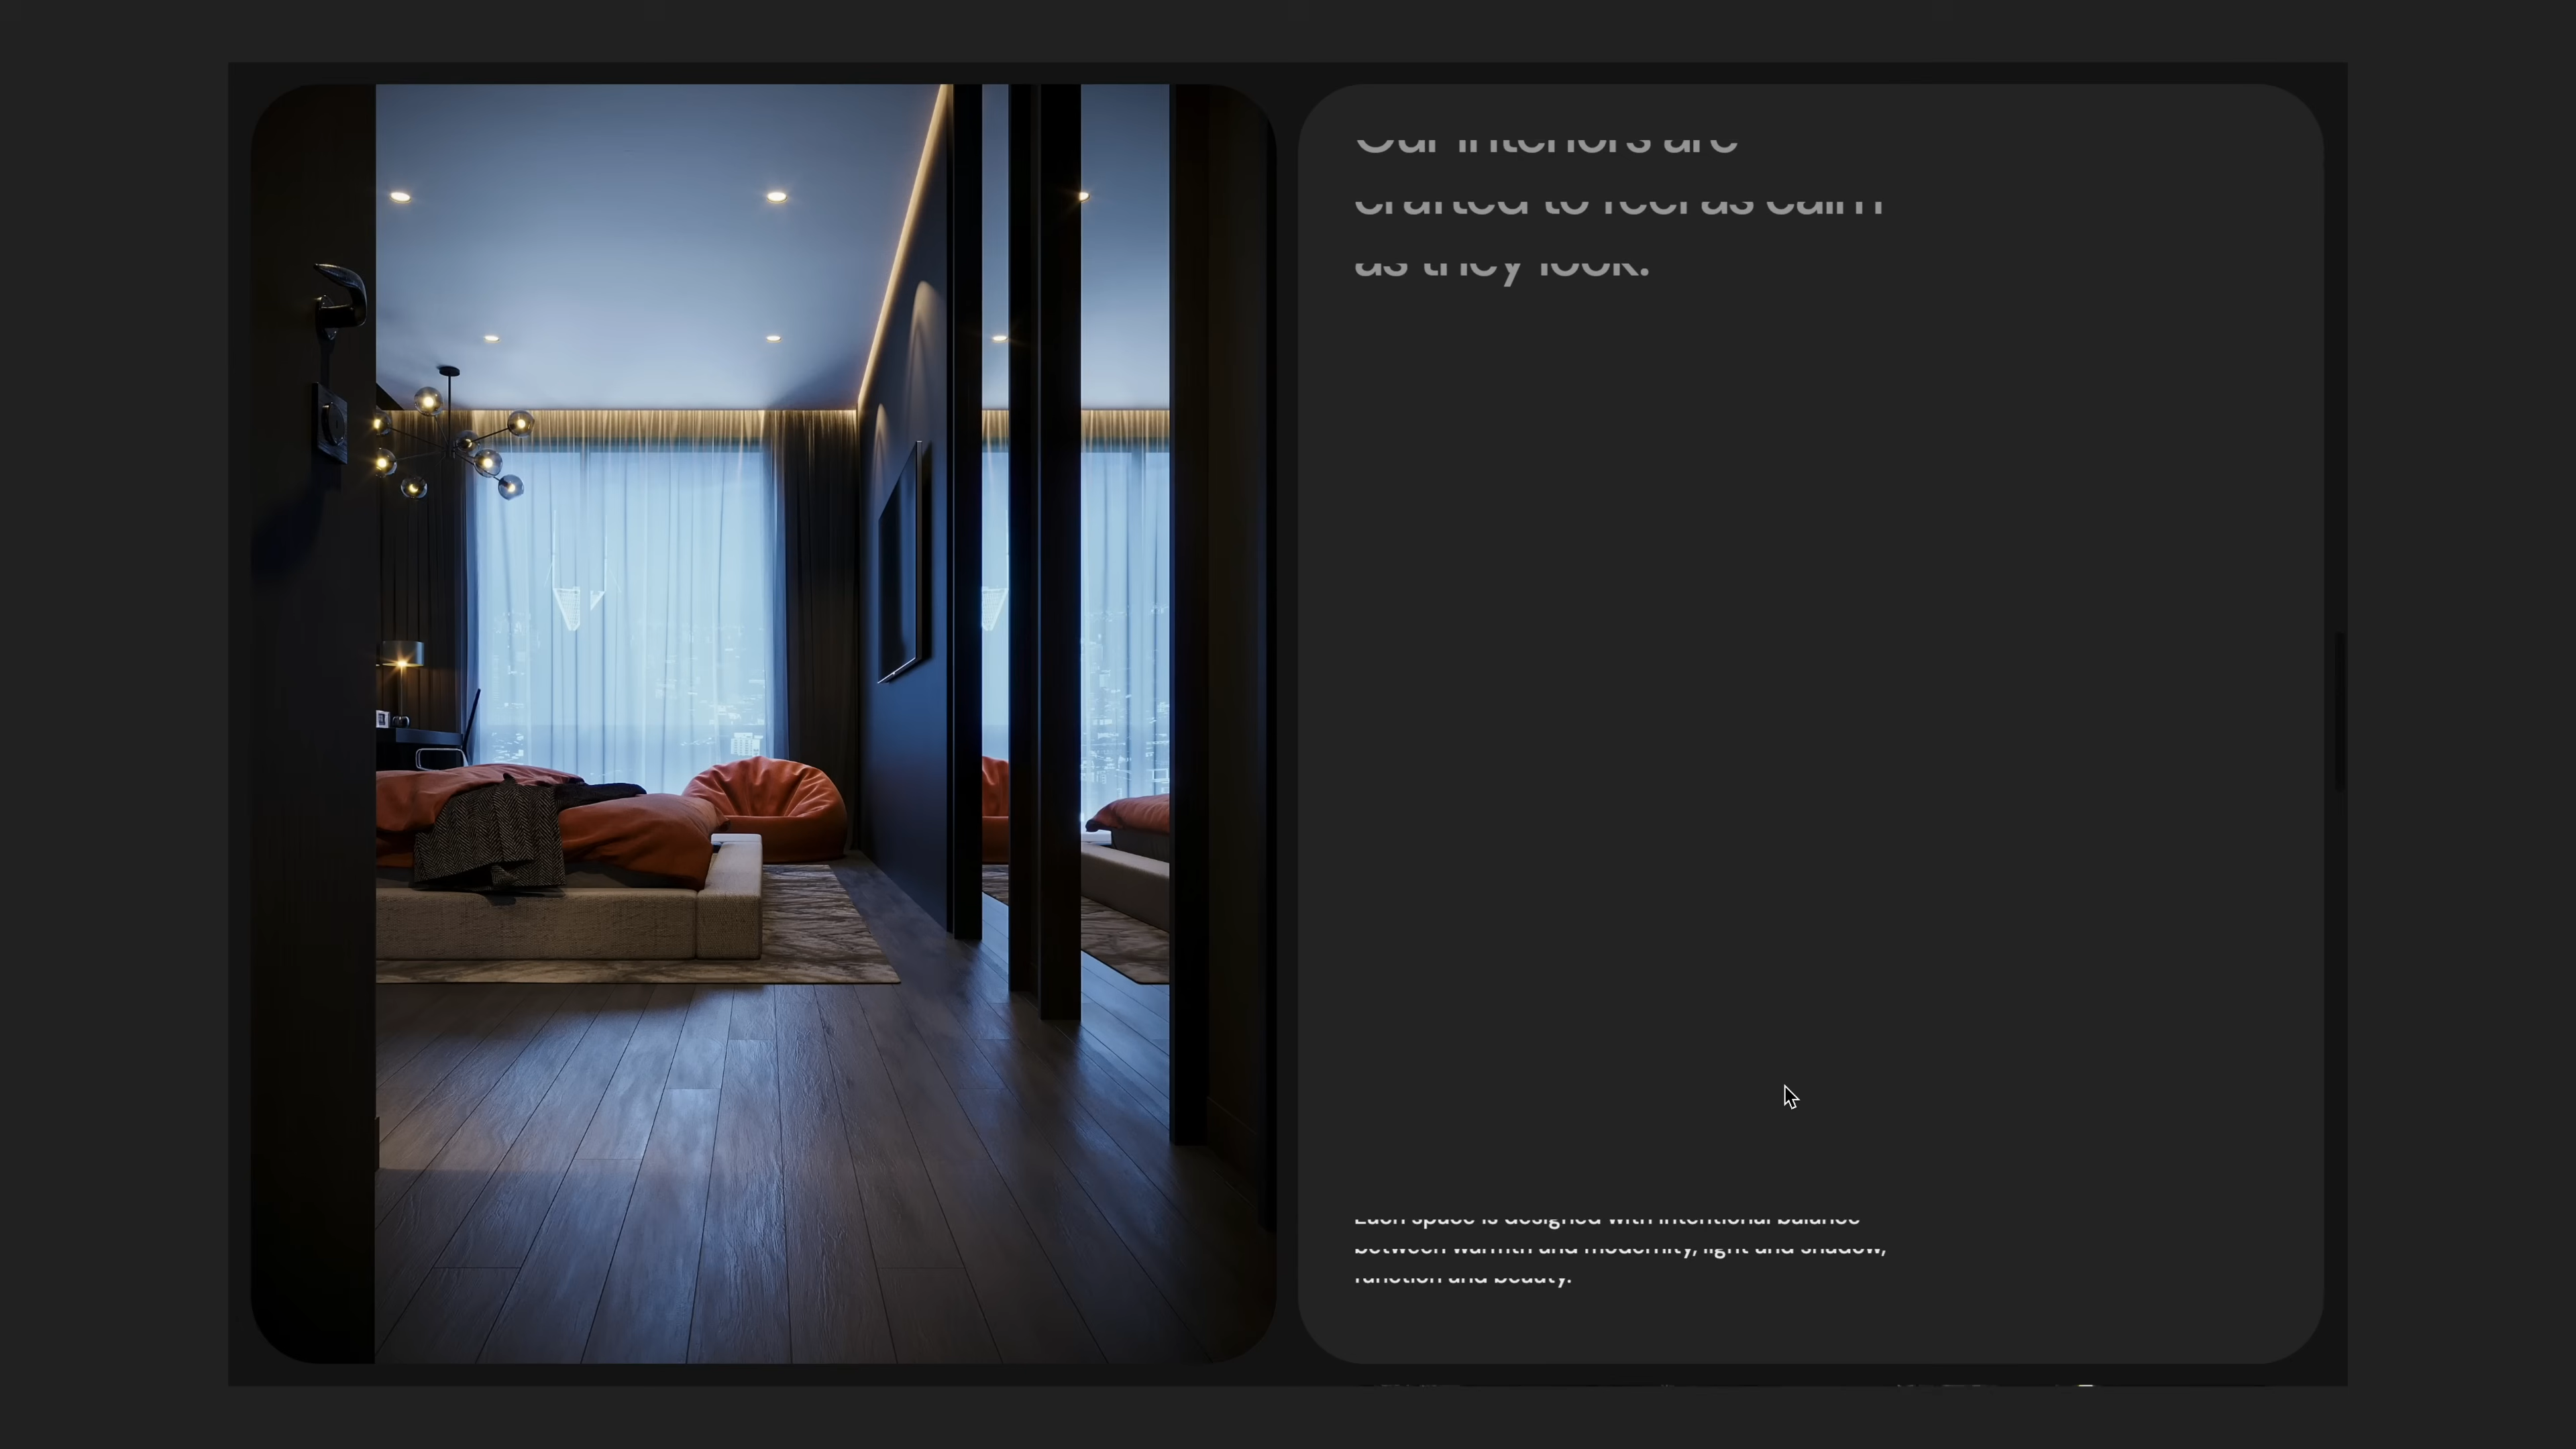 Our interiors are
crafted to feel as calm
as they look.
Each space is designed with intentional balance
between warmth and modernity, light and shadow,
function and beauty.